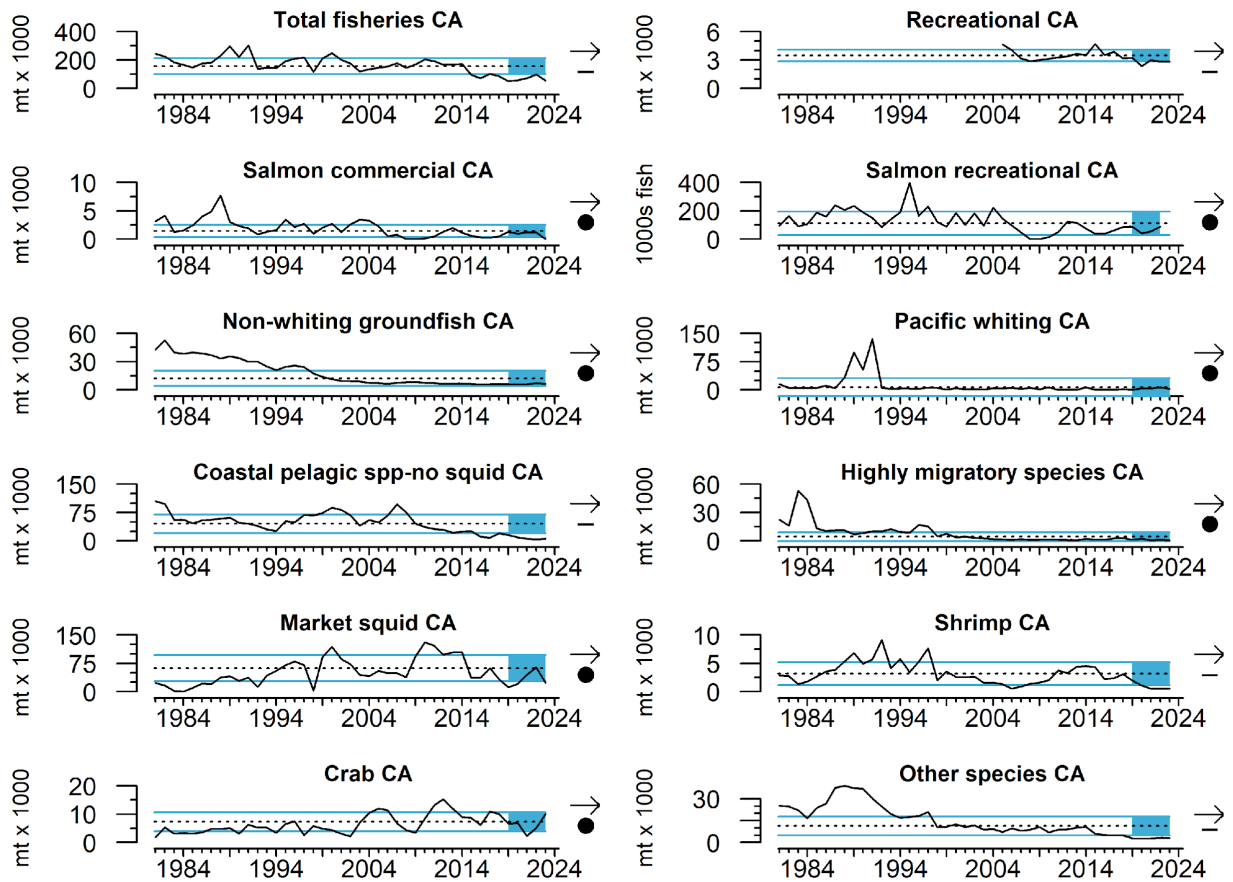 Total fisheries CA
mt x 1000
400
200
0
1984 1994 2004 2014 2024
Recreational CA
mt x 1000
6
3
0
1984 1994 2004 2014 2024
Salmon commercial CA
mt x 1000
10
5
0
1984 1994 2004 2014 2024
Salmon recreational CA
1000s fish
400
200
0
1984 1994 2004 2014 2024
Non-whiting groundfish CA
mt x 1000
60
30
0
1984 1994 2004 2014 2024
Pacific whiting CA
mt x 1000
150
75
0
1984 1994 2004 2014 2024
Coastal pelagic spp-no squid CA
mt x 1000
150
75
0
1984 1994 2004 2014 2024
Highly migratory species CA
mt x 1000
60
30
0
1984 1994 2004 2014 2024
Market squid CA
mt x 1000
150
75
0
1984 1994 2004 2014 2024
Shrimp CA
mt x 1000
10
5
0
1984 1994 2004 2014 2024
Crab CA
mt x 1000
20
10
0
1984 1994 2004 2014 2024
Other species CA
mt x 1000
30
0
1984 1994 2004 2014 2024